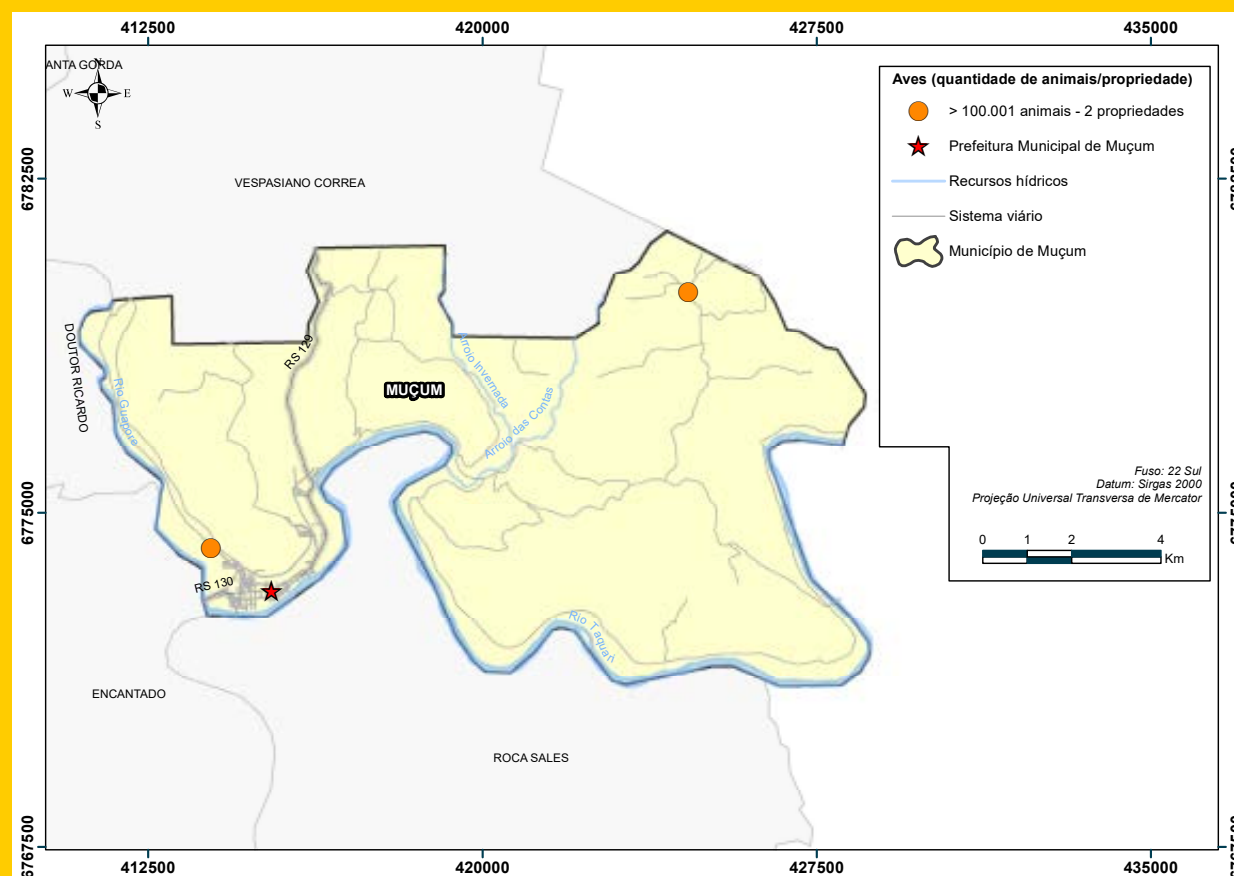 412500
420000
427500
435000
ANTA GORDA
N
W
E
S
Aves (quantidade de animais/propriedade)
> 100.001 animais - 2 propriedades
Prefeitura Municipal de Muçum
Recursos hídricos
Sistema viário
Município de Muçum
6782500
VESPASIANO CORREA
6782500
DOUTOR RICARDO
RS 129
Rio Guaporé
MUÇUM
Arroio Invernada
Arroio das Contas
Fuso: 22 Sul
Datum: Sirgas 2000
Projeção Universal Transversa de Mercator
6775000
6775000
0 1 2 4
Km
RS 130
Rio Taquari
ENCANTADO
ROCA SALES
6767500
6767500
412500
420000
427500
435000